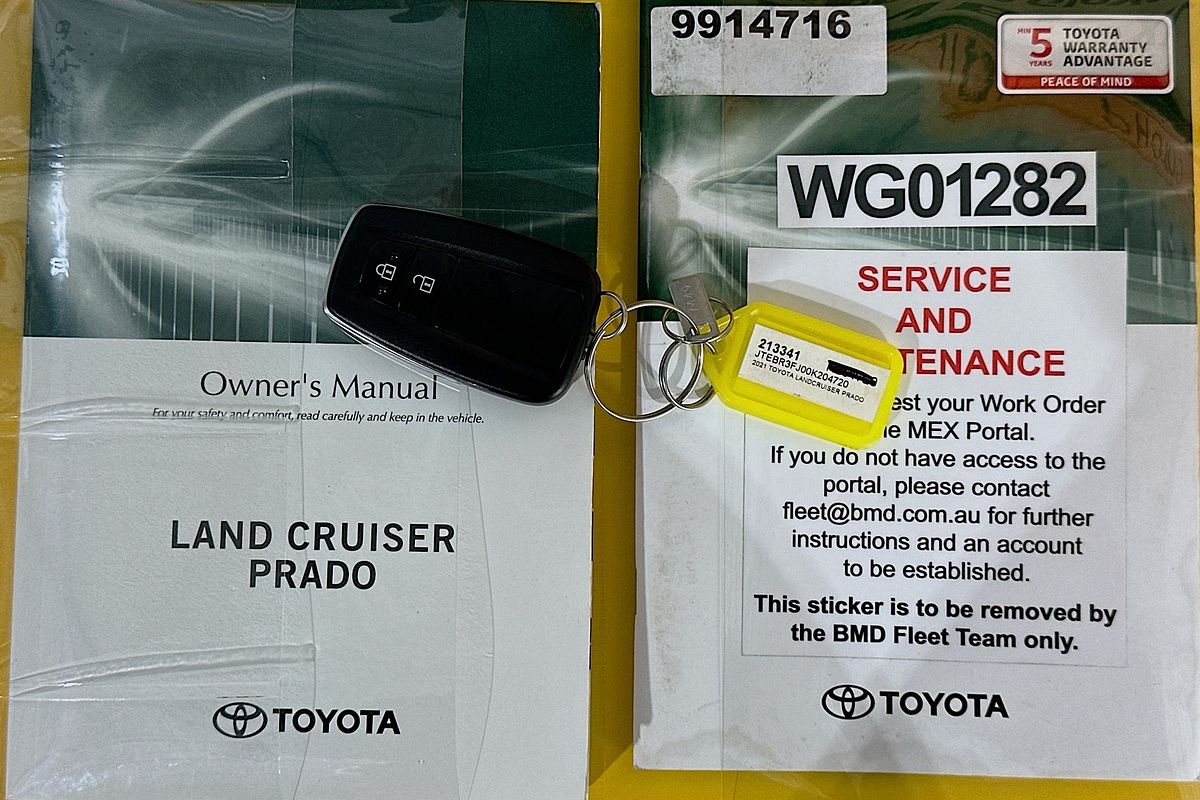 Owner's Manual
For your safety and comfort, read carefully and keep in the vehicle.
LAND CRUISER
PRADO
TOYOTA
9914716
MIN
5
YEARS
TOYOTA
WARRANTY
ADVANTAGE
PEACE OF MIND
WG01282
SERVICE
AND
TENANCE
est your Work Order
MEX Portal.
If you do not have access to the
portal, please contact
fleet@bmd.com.au for further
instructions and an account
to be established.
This sticker is to be removed by
the BMD Fleet Team only.
TOYOTA
213341
JTEBR3FJ00K204720
2021 TOYOTA LANDCRUISER PRADO